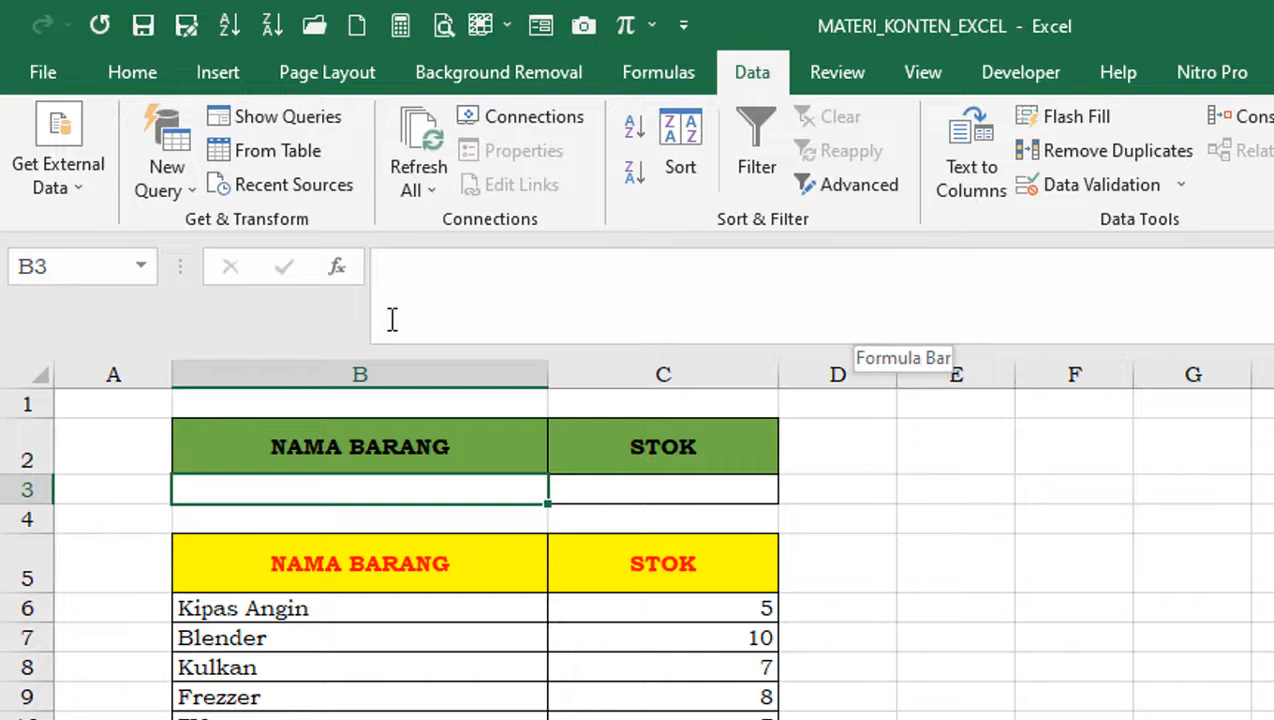 MATERI_KONTEN_EXCEL - Excel
File Home Insert Page Layout Background Removal Formulas Data Review View Developer Help Nitro Pro
Get External Data
New Query
Show Queries
From Table
Recent Sources
Get & Transform
Refresh All
Connections
Properties
Edit Links
Connections
Sort
Filter
Clear
Reapply
Advanced
Sort & Filter
Text to Columns
Flash Fill
Remove Duplicates
Data Validation
Cons
Relat
Data Tools
B3 fx
Formula Bar
A B C D E F G
1
2 NAMA BARANG STOK
3
4
5 NAMA BARANG STOK
6 Kipas Angin 5
7 Blender 10
8 Kulkan 7
9 Frezzer 8